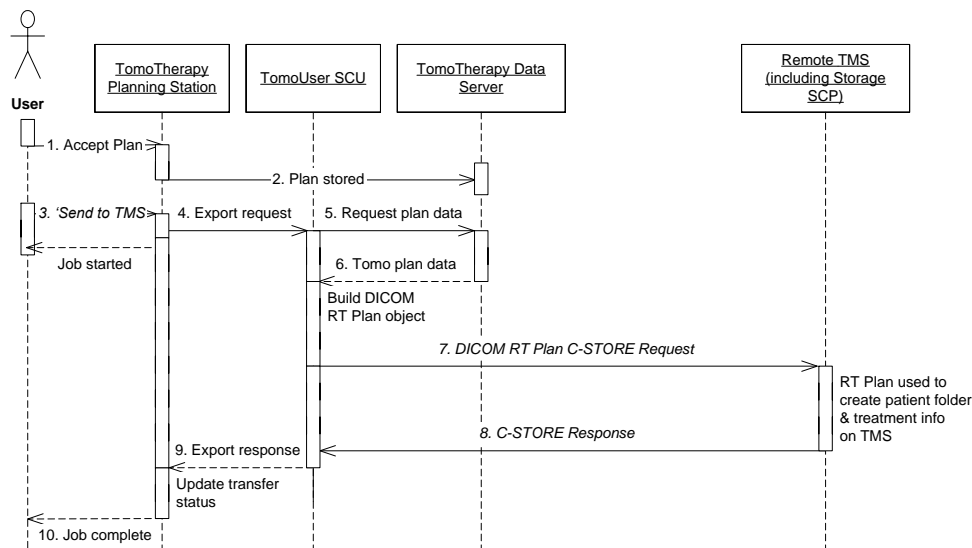 User
TomoTherapy
Planning Station
TomoUser SCU
TomoTherapy Data
Server
Remote TMS
(including Storage
SCP)
1. Accept Plan
2. Plan stored
3. ‘Send to TMS
4. Export request
5. Request plan data
Job started
6. Tomo plan data
Build DICOM
RT Plan object
7. DICOM RT Plan C-STORE Request
RT Plan used to
create patient folder
& treatment info
on TMS
8. C-STORE Response
9. Export response
Update transfer
status
10. Job complete